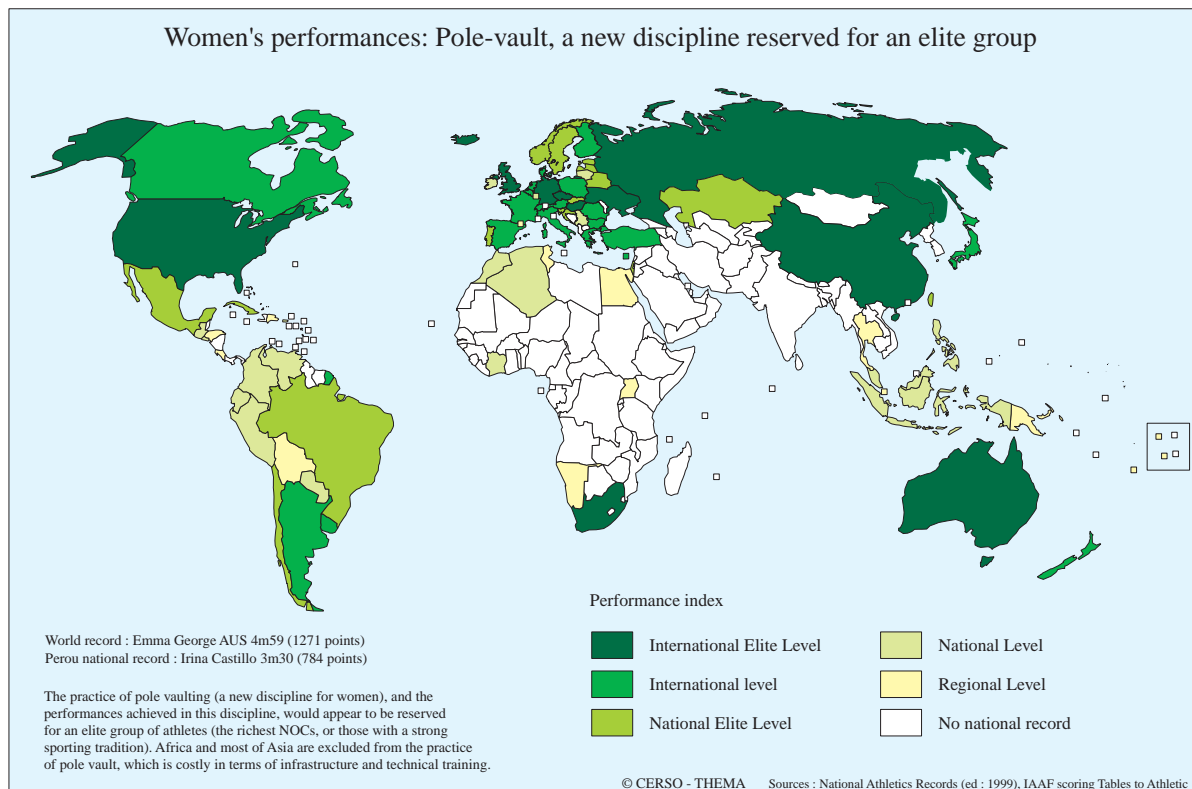 Women's performances: Pole-vault, a new discipline reserved for an elite group
World record : Emma George AUS 4m59 (1271 points)
Perou national record : Irina Castillo 3m30 (784 points)
The practice of pole vaulting (a new discipline for women), and the
performances achieved in this discipline, would appear to be reserved
for an elite group of athletes (the richest NOCs, or those with a strong
sporting tradition). Africa and most of Asia are excluded from the practice
of pole vault, which is costly in terms of infrastructure and technical training.
Performance index
International Elite Level
International level
National Elite Level
National Level
Regional Level
No national record
© CERSO - THEMA Sources : National Athletics Records (ed : 1999), IAAF scoring Tables to Athletic